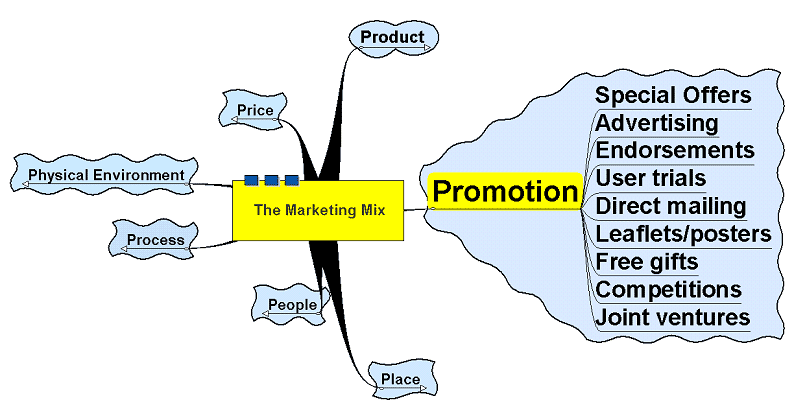 Product
Price
Physical Environment
The Marketing Mix
Process
People
Place
Promotion
Special Offers
Advertising
Endorsements
User trials
Direct mailing
Leaflets/posters
Free gifts
Competitions
Joint ventures